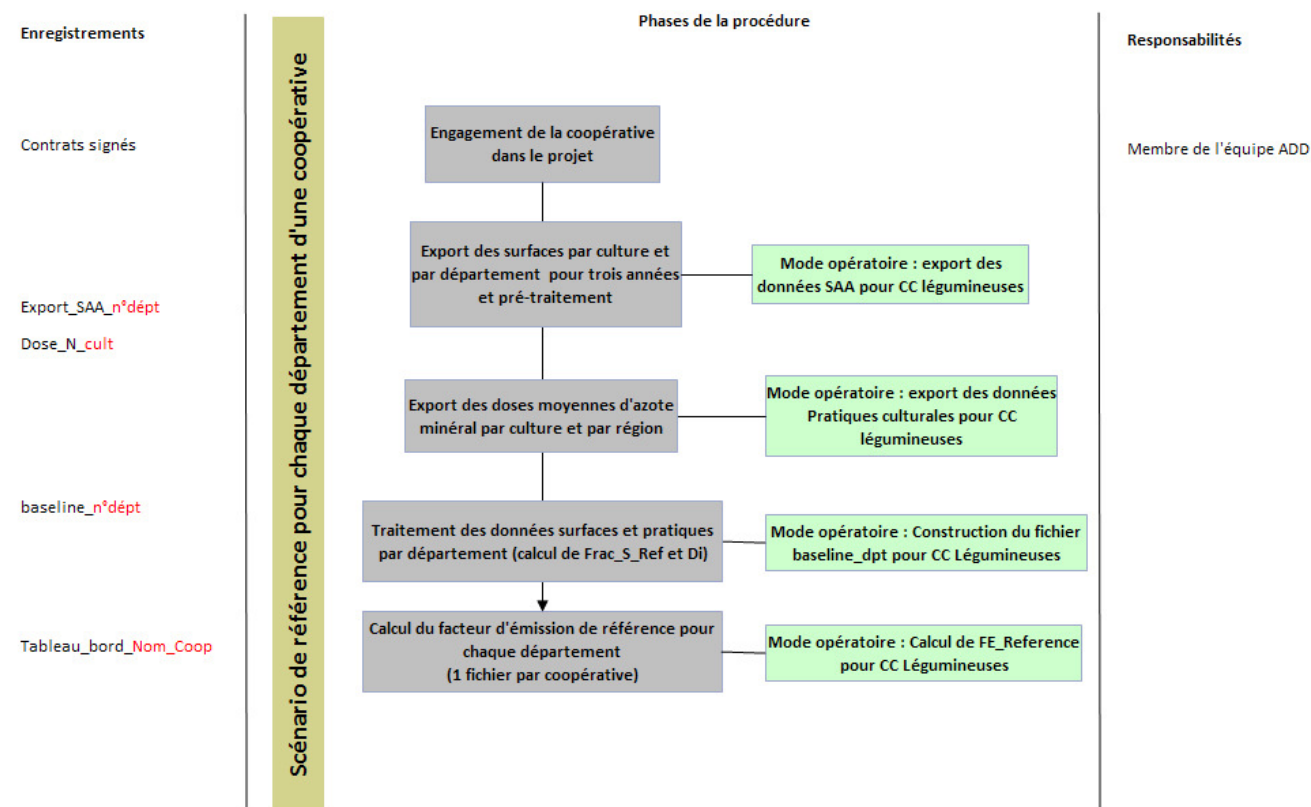 Enregistrements
Contrats signés
Export_SAA_n°dépt
Dose_N_cult
baseline_n°dépt
Tableau_bord_Nom_Coop
Scénario de référence pour chaque département d'une coopérative
Phases de la procédure
Engagement de la coopérative
dans le projet
Export des surfaces par culture et
par département pour trois années
et pré-traitement
Mode opératoire : export des
données SAA pour CC légumineuses
Export des doses moyennes d'azote
minéral par culture et par région
Mode opératoire : export des données
Pratiques culturales pour CC
légumineuses
Traitement des données surfaces et pratiques
par département (calcul de Frac_S_Ref et Di)
Mode opératoire : Construction du fichier
baseline_dpt pour CC Légumineuses
Calcul du facteur d'émission de référence pour
chaque département
(1 fichier par coopérative)
Mode opératoire : Calcul de FE_Reference
pour CC Légumineuses
Responsabilités
Membre de l'équipe ADD